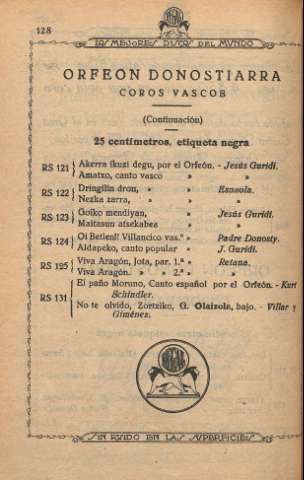 128
LOS MEJORES DISCOS DEL MUNDO
ORFEON DONOSTIARRA
COROS VASCOS
(Continuación)
25 centímetros, etiqueta negra
RS 121 Akerra ikuzi degu, por el Orfeón. - Jesús Guridi.
Amatxo, canto vasco »
RS 122 Dringilin dron, » » Esnaola.
Nezka zarra, » »
RS 123 Goiko mendiyan, » Jesús Guridi.
Maitasun atsekabea »
RS 124 Oi Betlen!! Villancico vas.º » Padre Donosty.
Aldapeko, canto popular » J. Guridi.
RS 125 Viva Aragón, Jota, par. 1.ª » Retana.
Viva Aragón. » 2.ª »
RS 131 El paño Moruno, Canto español por el Orfeón. - Kurt
Schindler.
No te olvido, Zortziko, G. Olaizola, bajo. - Villar y
Giménez.
SIN RUIDO EN LAS SUPERFICIES